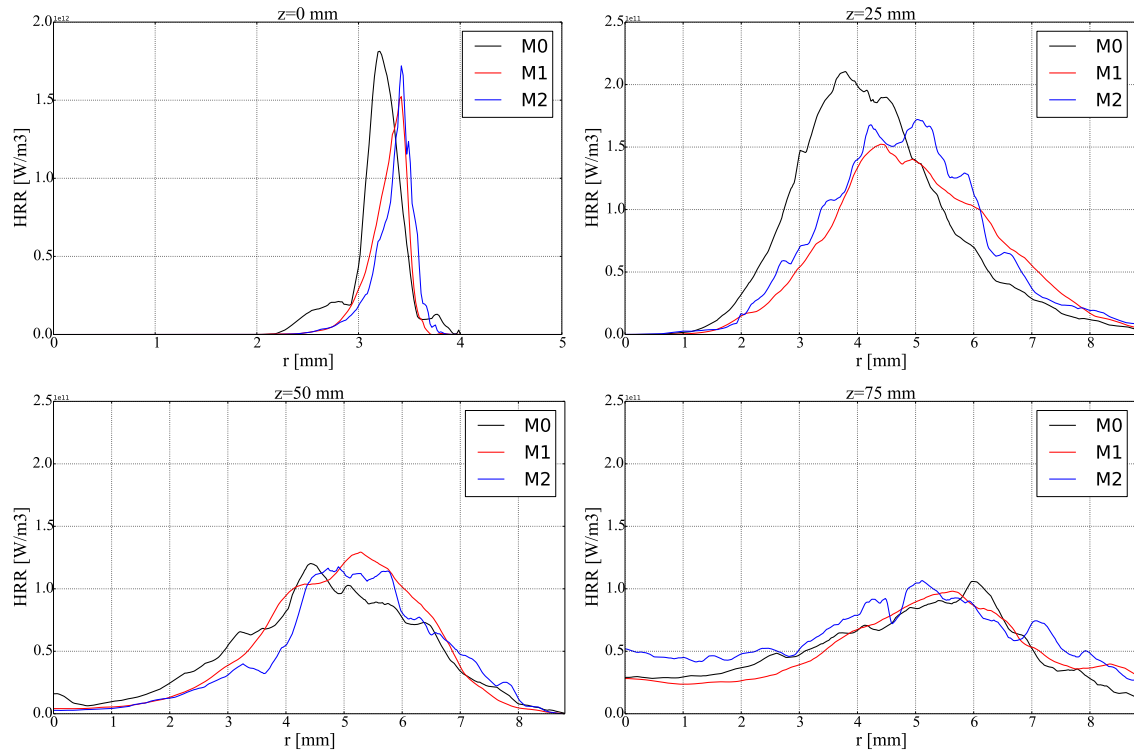 z=0 mm
1e12
2.0
1.5
1.0
0.5
0.0
HRR [W/m3]
0 1 2 3 4 5
r [mm]
M0
M1
M2
z=25 mm
1e11
2.5
2.0
1.5
1.0
0.5
0.0
HRR [W/m3]
0 1 2 3 4 5 6 7 8
r [mm]
M0
M1
M2
z=50 mm
1e11
2.5
2.0
1.5
1.0
0.5
0.0
HRR [W/m3]
0 1 2 3 4 5 6 7 8
r [mm]
M0
M1
M2
z=75 mm
1e11
2.5
2.0
1.5
1.0
0.5
0.0
HRR [W/m3]
0 1 2 3 4 5 6 7 8
r [mm]
M0
M1
M2